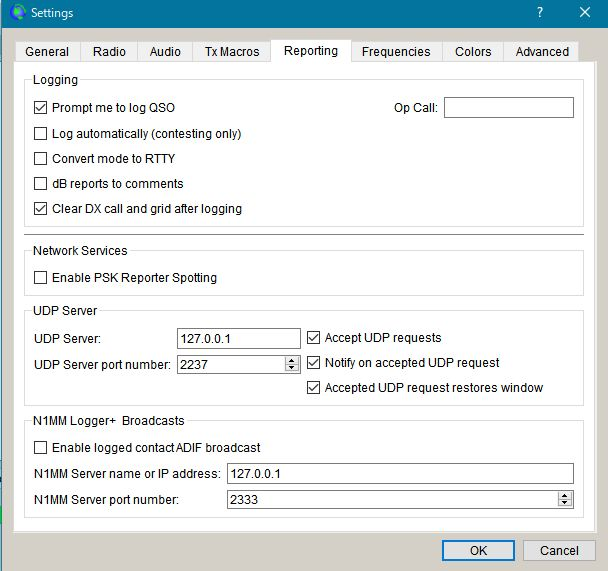 Settings
?
General Radio Audio Tx Macros Reporting Frequencies Colors Advanced
Logging
Prompt me to log QSO Op Call:
Log automatically (contesting only)
Convert mode to RTTY
dB reports to comments
Clear DX call and grid after logging
Network Services
Enable PSK Reporter Spotting
UDP Server
UDP Server: 127.0.0.1 Accept UDP requests
UDP Server port number: 2237 Notify on accepted UDP request
Accepted UDP request restores window
N1MM Logger+ Broadcasts
Enable logged contact ADIF broadcast
N1MM Server name or IP address: 127.0.0.1
N1MM Server port number: 2333
OK Cancel